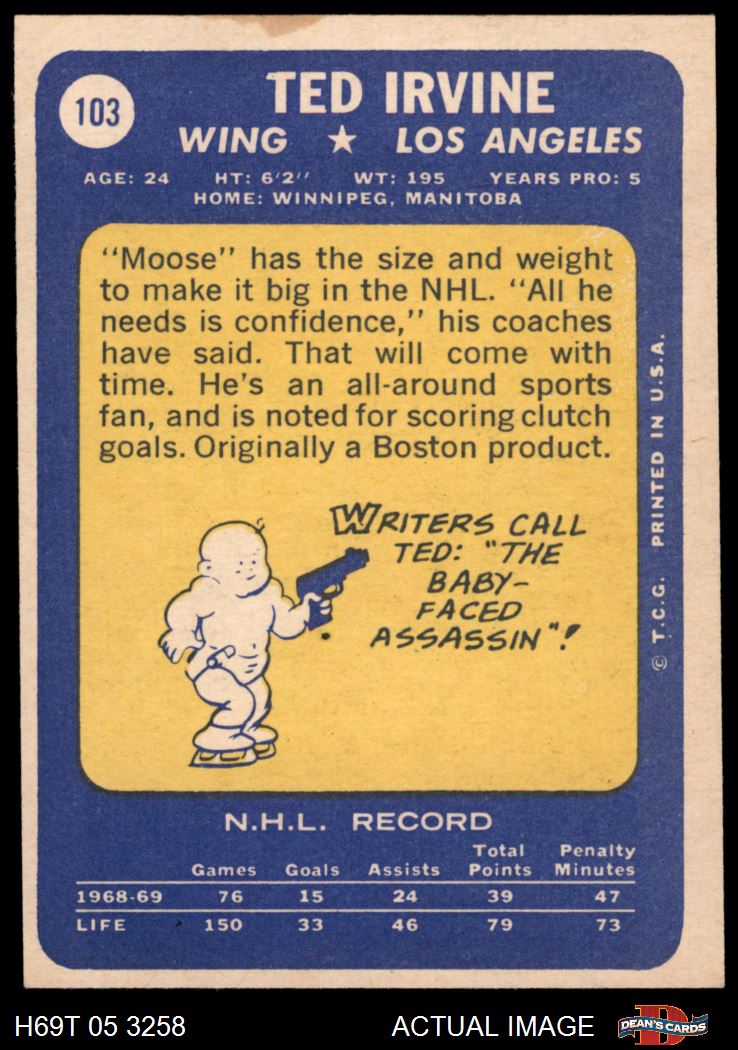 103
TED IRVINE
WING ★ LOS ANGELES
AGE: 24 HT: 6'2'' WT: 195 YEARS PRO: 5
HOME: WINNIPEG, MANITOBA
"Moose" has the size and weight
to make it big in the NHL. "All he
needs is confidence," his coaches
have said. That will come with
time. He's an all-around sports
fan, and is noted for scoring clutch
goals. Originally a Boston product.
WRITERS CALL
TED: "THE
BABY-
FACED
ASSASSIN"!
© T.C.G. PRINTED IN U.S.A.
N.H.L. RECORD
Total Penalty
Games Goals Assists Points Minutes
1968-69 76 15 24 39 47
LIFE 150 33 46 79 73
H69T 05 3258 ACTUAL IMAGE
D
DEAN'S CARDS